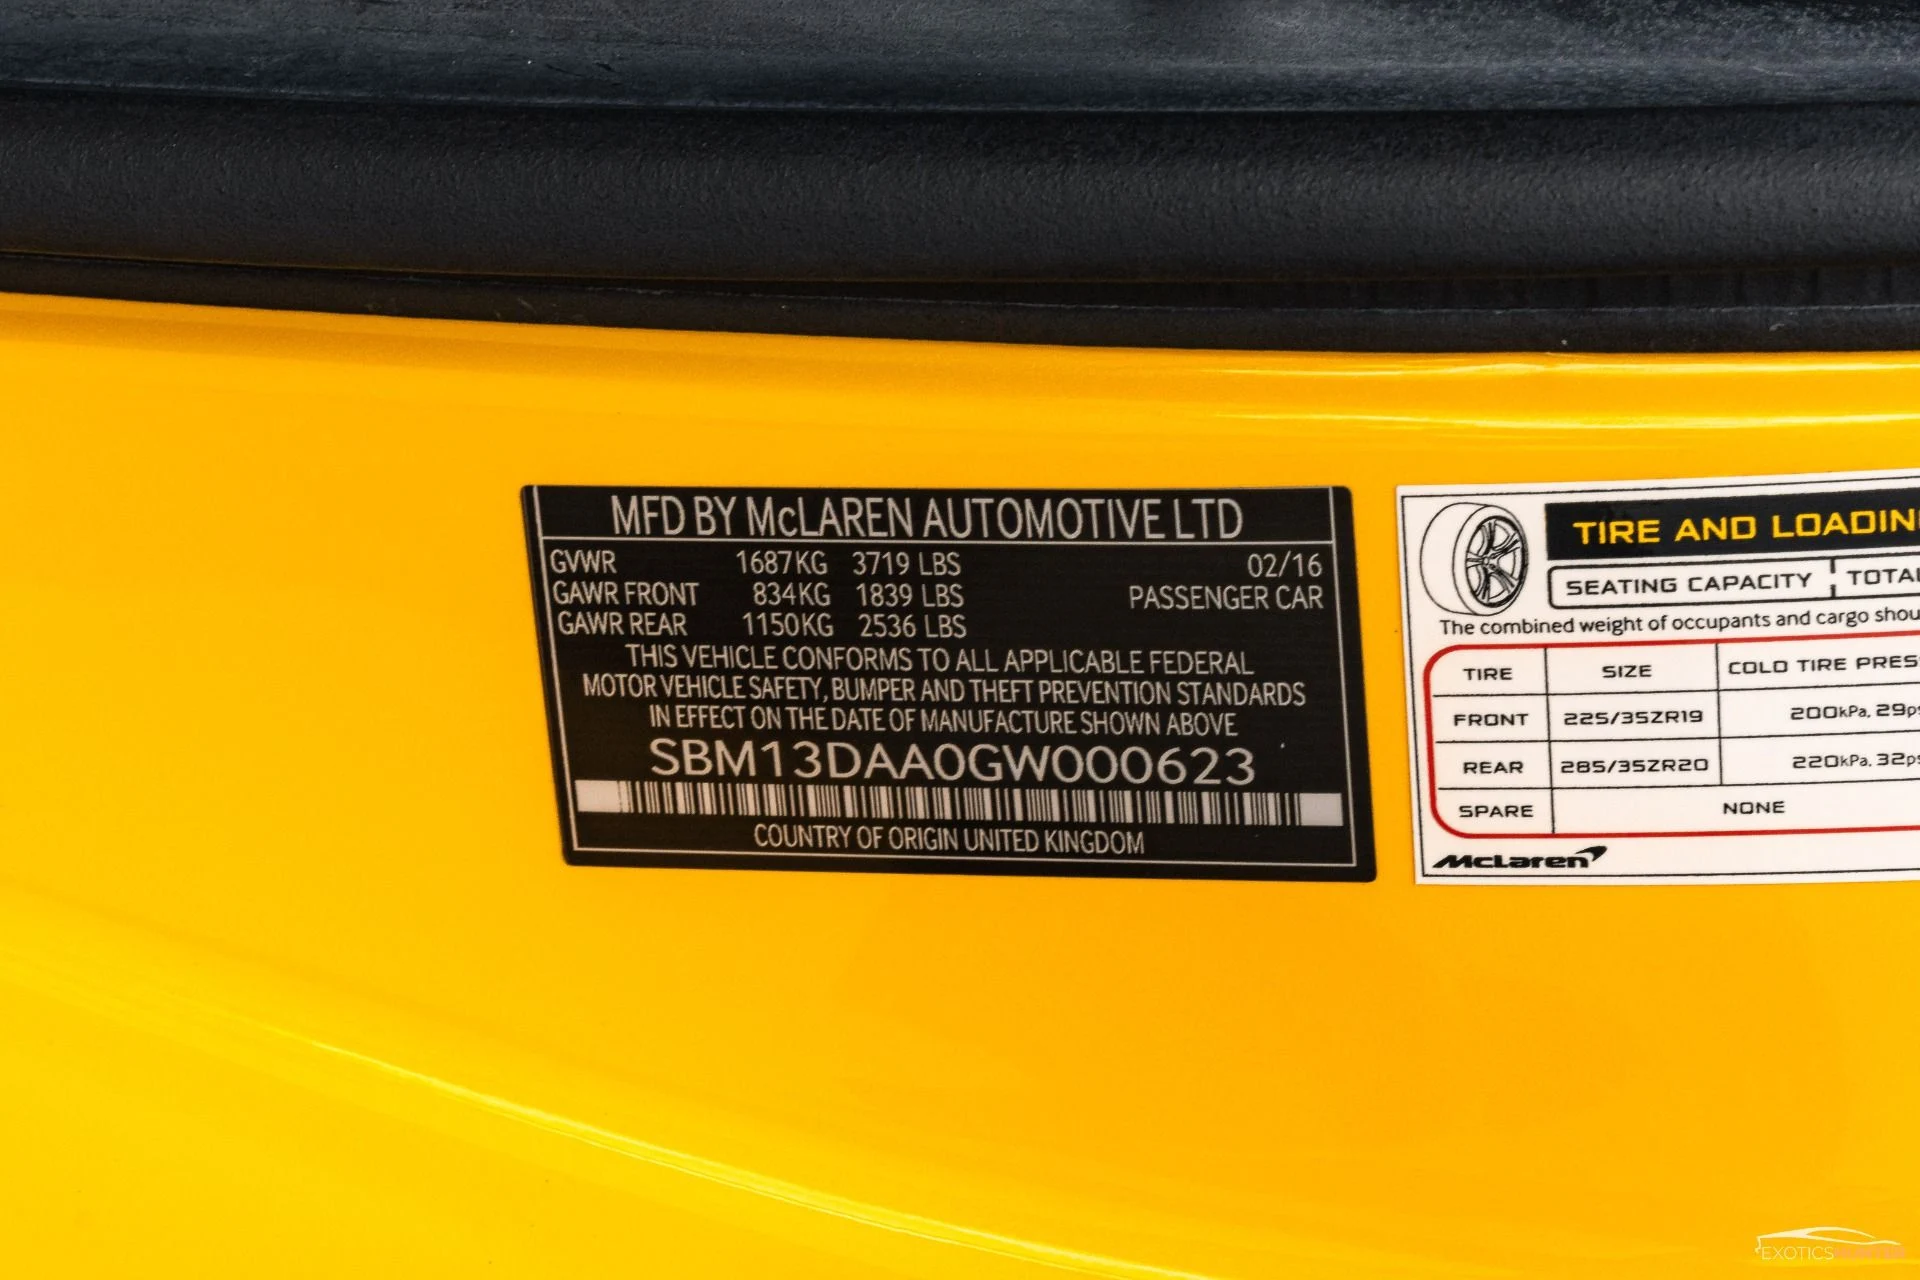 MFD BY McLAREN AUTOMOTIVE LTD
GVWR 1687KG 3719 LBS 02/16
GAWR FRONT 834KG 1839 LBS PASSENGER CAR
GAWR REAR 1150KG 2536 LBS
THIS VEHICLE CONFORMS TO ALL APPLICABLE FEDERAL
MOTOR VEHICLE SAFETY, BUMPER AND THEFT PREVENTION STANDARDS
IN EFFECT ON THE DATE OF MANUFACTURE SHOWN ABOVE
SBM13DAA0GW000623
COUNTRY OF ORIGIN UNITED KINGDOM
TIRE AND LOADIN
SEATING CAPACITY TOTAL
The combined weight of occupants and cargo shou
TIRE SIZE COLD TIRE PRES
FRONT 225/35ZR19 200kPa, 29ps
REAR 285/35ZR20 220kPa, 32ps
SPARE NONE
McLaren
EXOTICSHUNTER